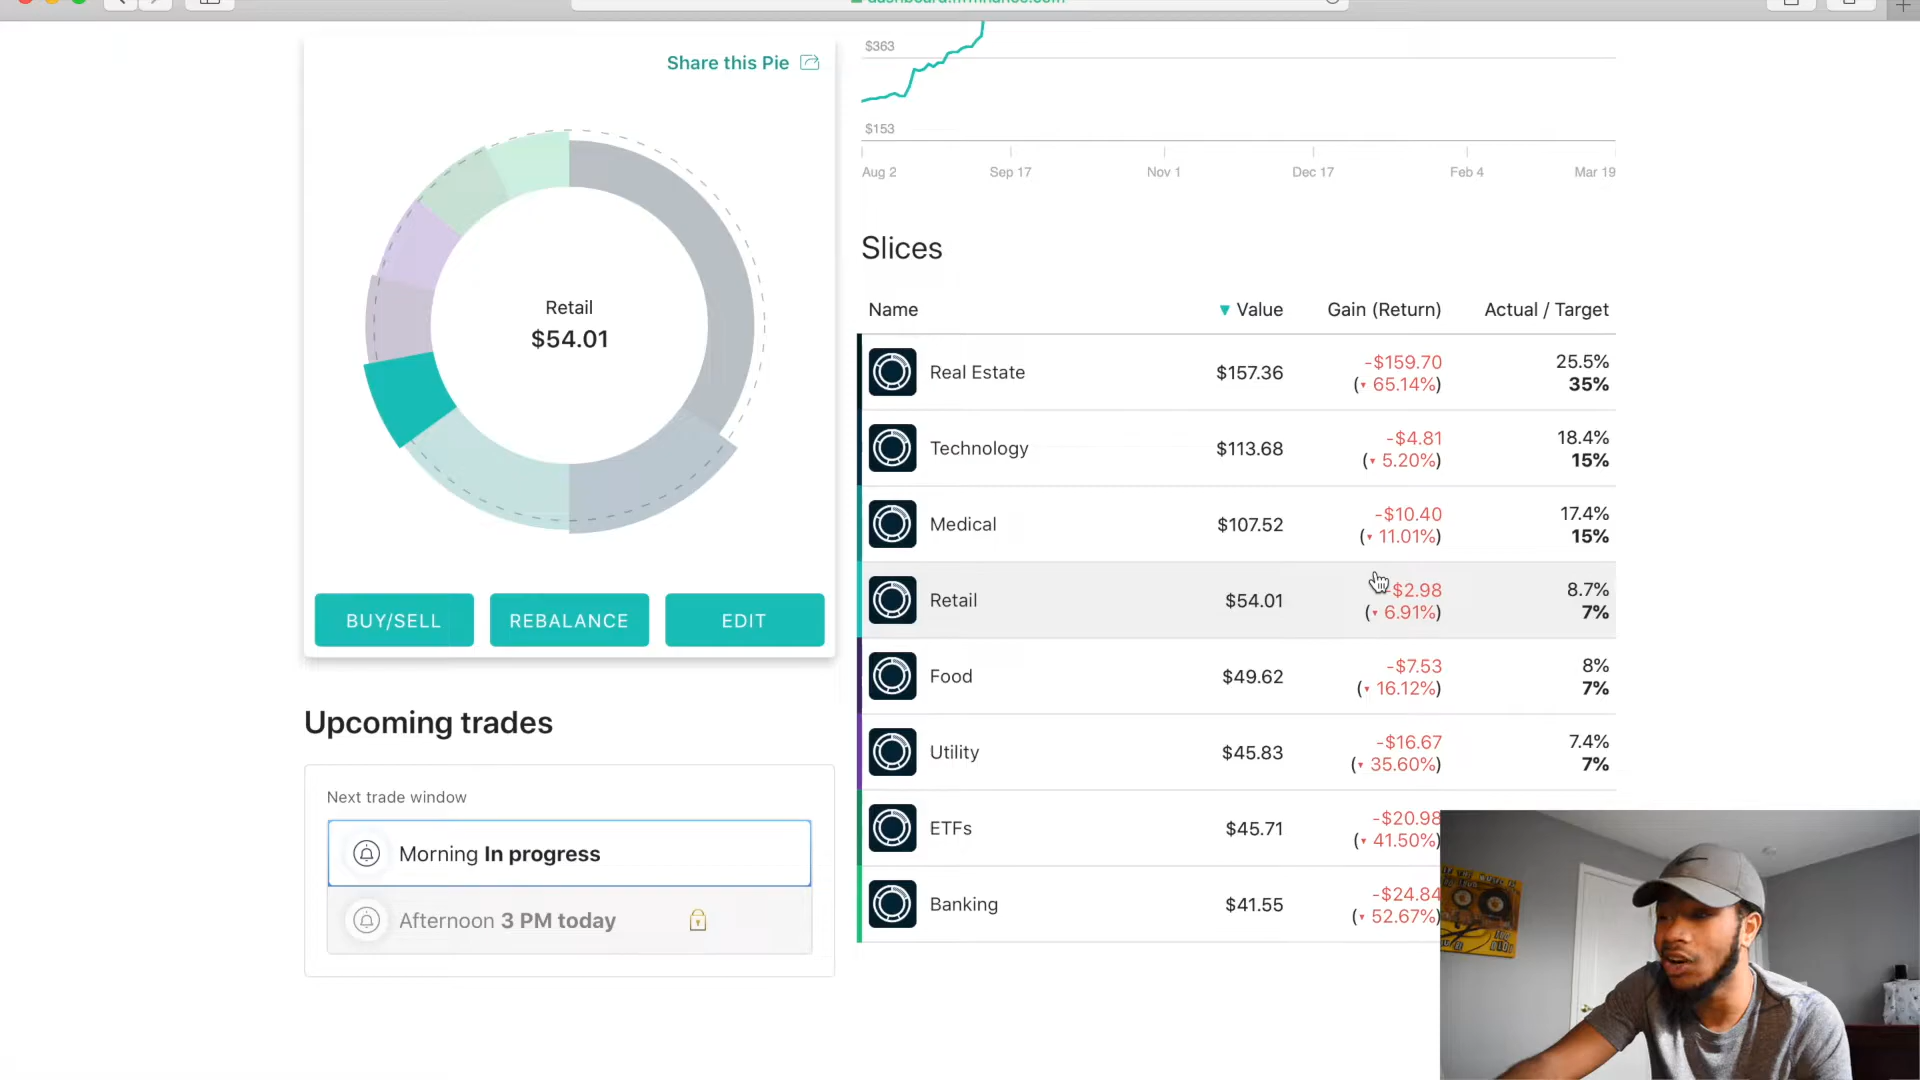 Share this Pie
Retail
$54.01
BUY/SELL
REBALANCE
EDIT
Upcoming trades
Next trade window
Morning In progress
Afternoon 3 PM today
$363
$153
Aug 2
Sep 17
Nov 1
Dec 17
Feb 4
Mar 19
Slices
Name ▼ Value Gain (Return) Actual / Target
Real Estate $157.36 -$159.70 (▾ 65.14%) 25.5% 35%
Technology $113.68 -$4.81 (▾ 5.20%) 18.4% 15%
Medical $107.52 -$10.40 (▾ 11.01%) 17.4% 15%
Retail $54.01 $2.98 (▾ 6.91%) 8.7% 7%
Food $49.62 -$7.53 (▾ 16.12%) 8% 7%
Utility $45.83 -$16.67 (▾ 35.60%) 7.4% 7%
ETFs $45.71 -$20.98 (▾ 41.50%)
Banking $41.55 -$24.84 (▾ 52.67%)